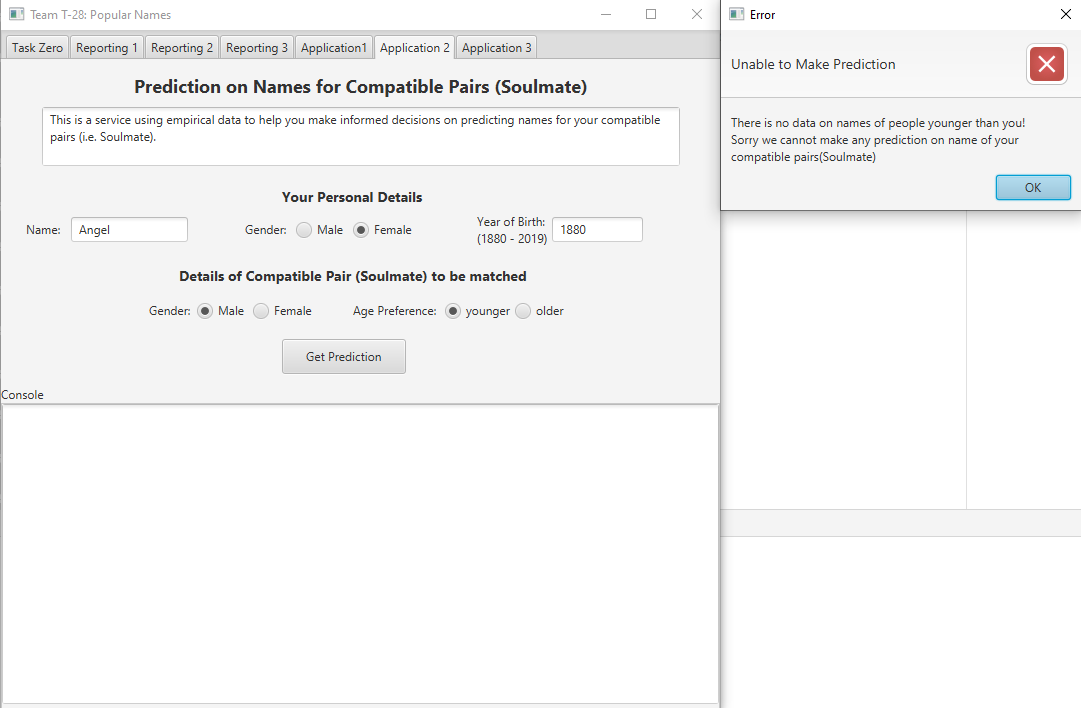 Team T-28: Popular Names
Task Zero
Reporting 1
Reporting 2
Reporting 3
Application1
Application 2
Application 3
Prediction on Names for Compatible Pairs (Soulmate)
This is a service using empirical data to help you make informed decisions on predicting names for your compatible
pairs (i.e. Soulmate).
Your Personal Details
Name: Angel
Gender: Male Female
Year of Birth:
(1880 - 2019)
1880
Details of Compatible Pair (Soulmate) to be matched
Gender: Male Female
Age Preference: younger older
Get Prediction
Console
Error
Unable to Make Prediction
There is no data on names of people younger than you!
Sorry we cannot make any prediction on name of your
compatible pairs(Soulmate)
OK